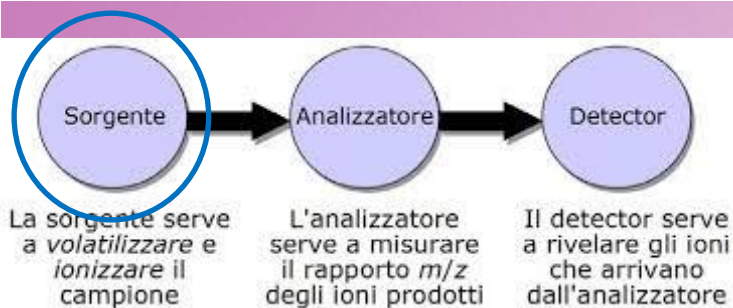 Sorgente
Analizzatore
Detector
La sorgente serve
a volatilizzare e
ionizzare il
campione
L'analizzatore
serve a misurare
il rapporto m/z
degli ioni prodotti
Il detector serve
a rivelare gli ioni
che arrivano
dall'analizzatore